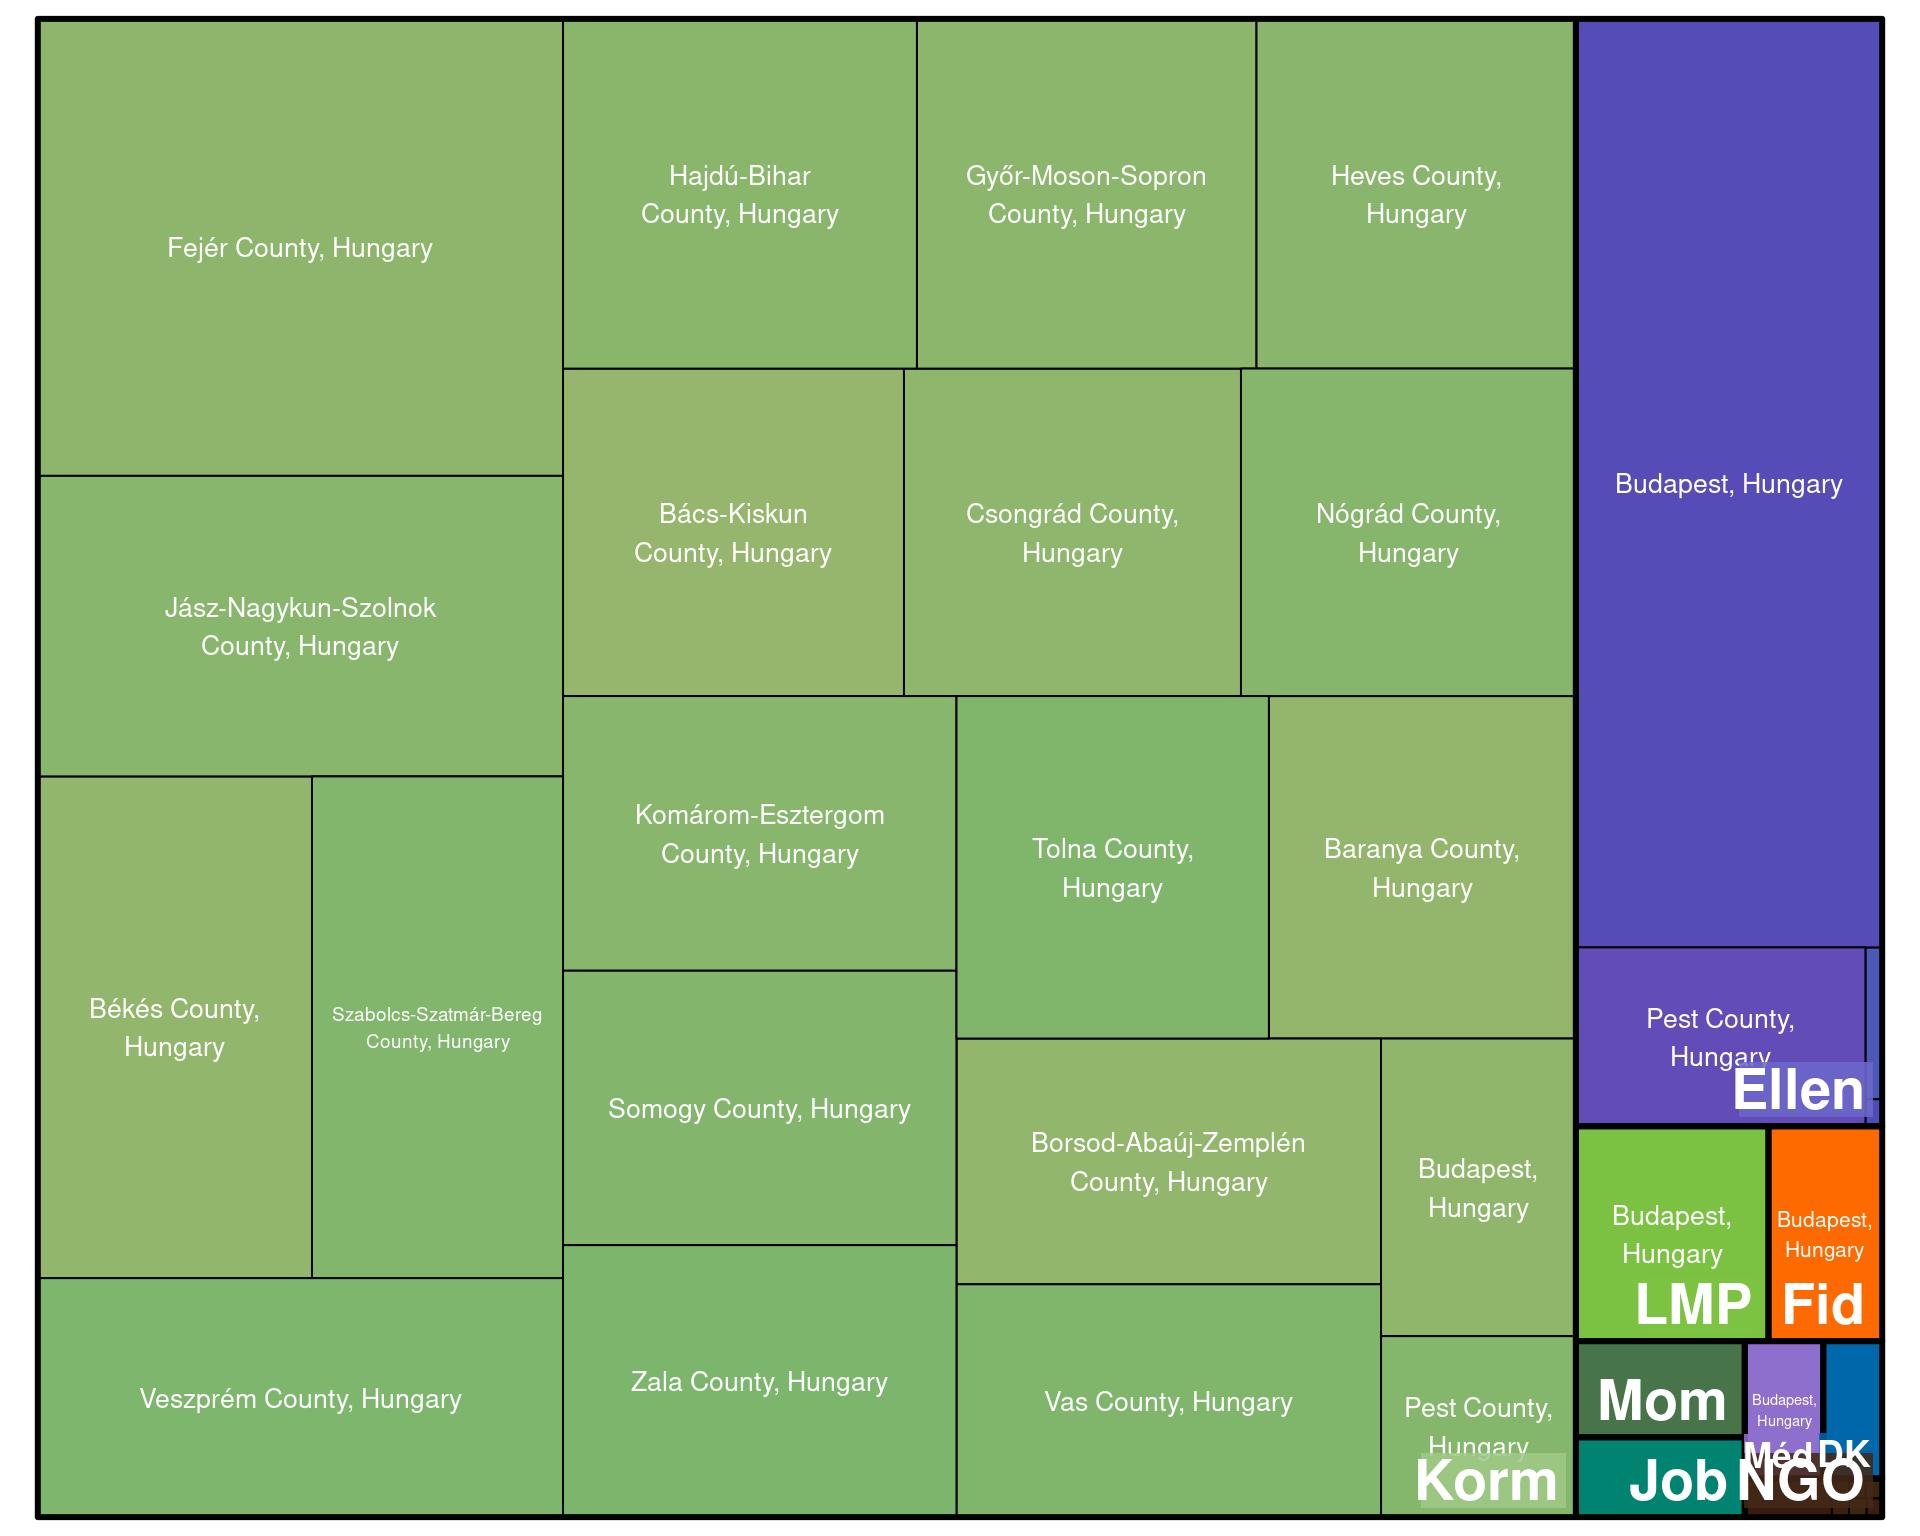 Fejér County, Hungary
Hajdú-Bihar
County, Hungary
Győr-Moson-Sopron
County, Hungary
Heves County,
Hungary
Budapest, Hungary
Jász-Nagykun-Szolnok
County, Hungary
Bács-Kiskun
County, Hungary
Csongrád County,
Hungary
Nógrád County,
Hungary
Békés County,
Hungary
Szabolcs-Szatmár-Bereg
County, Hungary
Komárom-Esztergom
County, Hungary
Tolna County,
Hungary
Baranya County,
Hungary
Somogy County, Hungary
Borsod-Abaúj-Zemplén
County, Hungary
Budapest,
Hungary
Pest County,
Hungary
Ellen
Budapest,
Hungary
LMP
Budapest,
Hungary
Fid
Veszprém County, Hungary
Zala County, Hungary
Vas County, Hungary
Pest County,
Hungary
Korm
Mom
Budapest,
Hungary
Méd
DK
Job
NGO